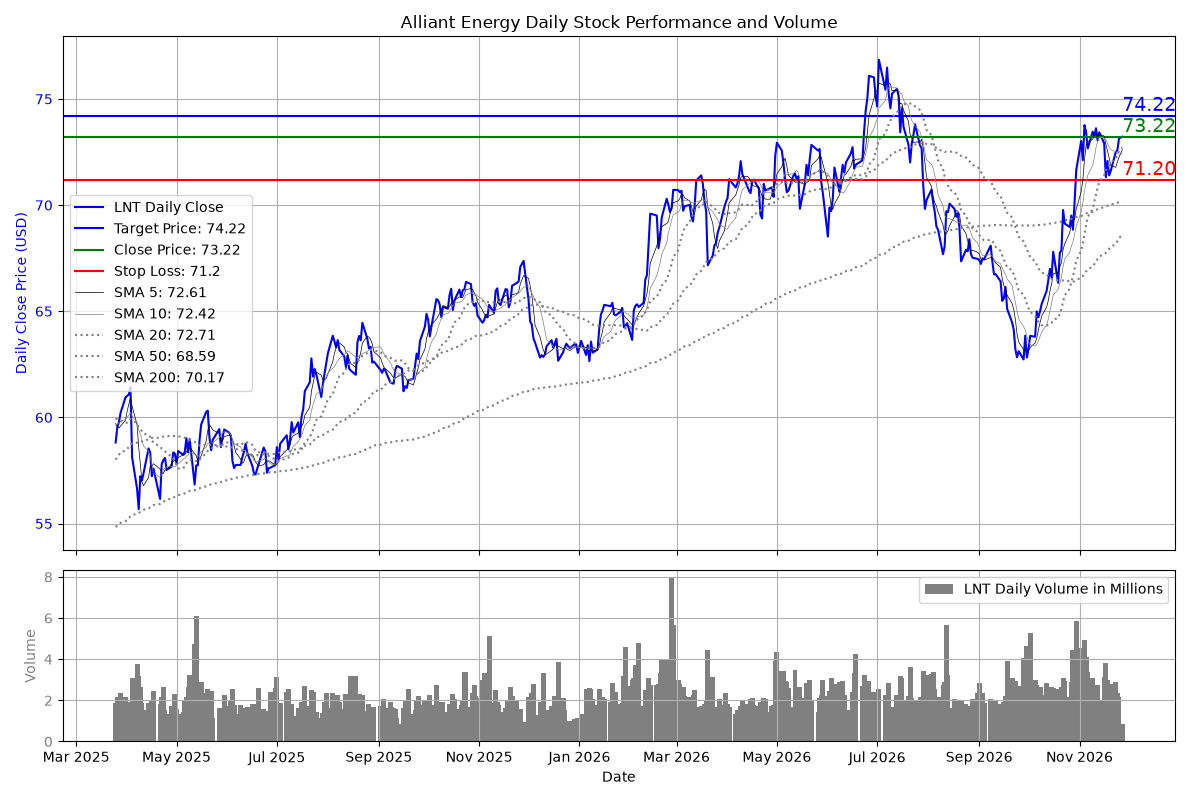 Alliant Energy Daily Stock Performance and Volume
Daily Close Price (USD)
75
70
65
60
55
74.22
73.22
71.20
LNT Daily Close
Target Price: 74.22
Close Price: 73.22
Stop Loss: 71.2
SMA 5: 72.61
SMA 10: 72.42
SMA 20: 72.71
SMA 50: 68.59
SMA 200: 70.17
Volume
8
6
4
2
0
LNT Daily Volume in Millions
Mar 2025 May 2025 Jul 2025 Sep 2025 Nov 2025 Jan 2026 Mar 2026 May 2026 Jul 2026 Sep 2026 Nov 2026
Date